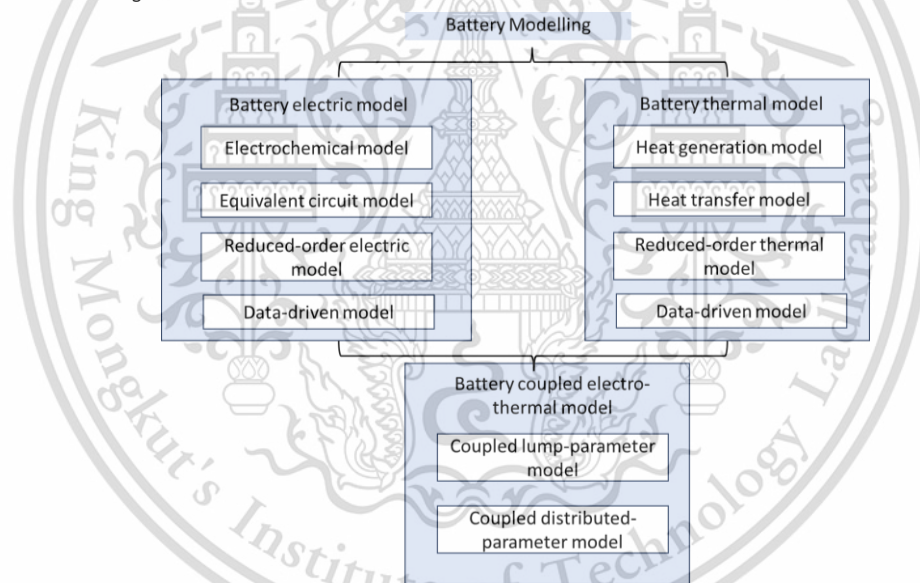 Battery Modelling
Battery electric model
Electrochemical model
Equivalent circuit model
Reduced-order electric
model
Data-driven model
Battery thermal model
Heat generation model
Heat transfer model
Reduced-order thermal
model
Data-driven model
Battery coupled electro-
thermal model
Coupled lump-parameter
model
Coupled distributed-
parameter model
King Mongkut's Institute of Technology Ladkrabang